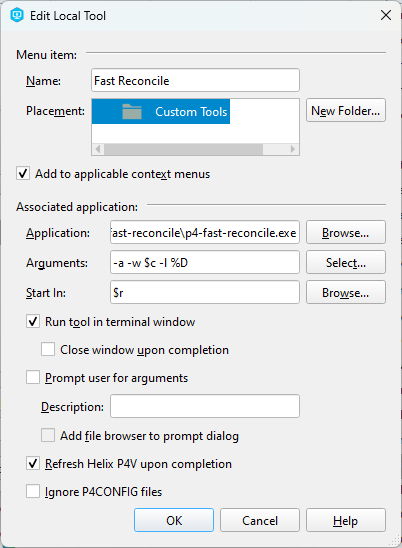 Edit Local Tool
Menu item:
Name: Fast Reconcile
Placement: Custom Tools New Folder...
Add to applicable context menus
Associated application:
Application: fast-reconcile\p4-fast-reconcile.exe Browse...
Arguments: -a -w $c -l %D Select...
Start In: $r Browse...
Run tool in terminal window
Close window upon completion
Prompt user for arguments
Description:
Add file browser to prompt dialog
Refresh Helix P4V upon completion
Ignore P4CONFIG files
OK Cancel Help